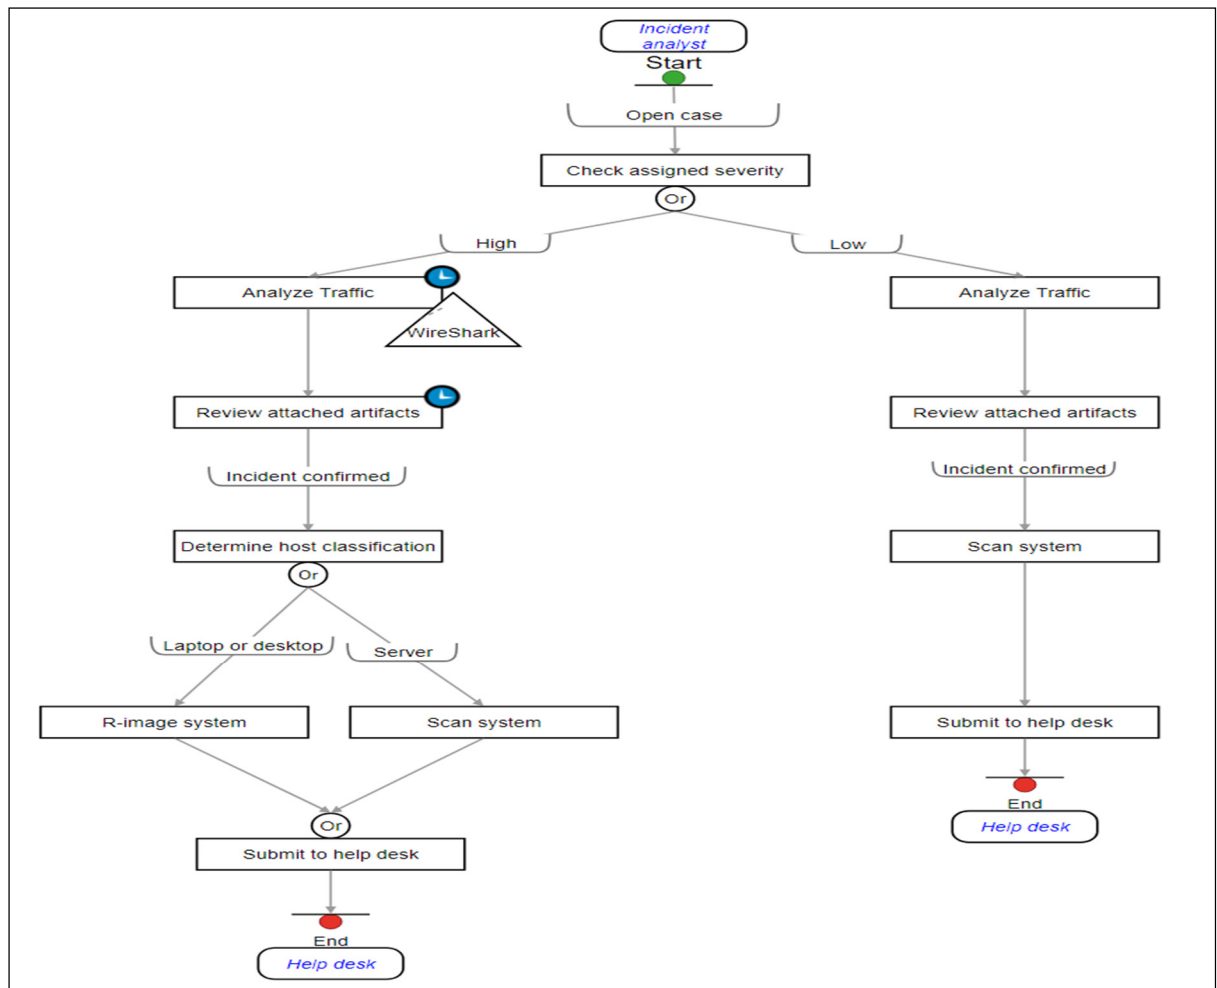 Incident
analyst
Start
Open case
Check assigned severity
Or
High
Low
Analyze Traffic
Analyze Traffic
WireShark
Review attached artifacts
Review attached artifacts
Incident confirmed
Incident confirmed
Determine host classification
Scan system
Or
Laptop or desktop
Server
R-image system
Scan system
Submit to help desk
End
Help desk
Or
Submit to help desk
End
Help desk